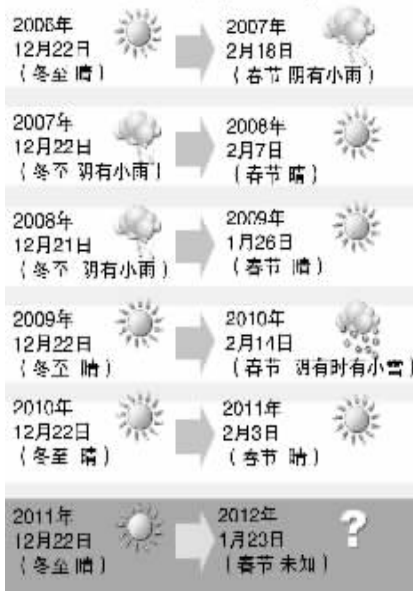 2006年
12月22日
（冬至 晴）
2007年
2月18日
（春节 阴有小雨）
2007年
12月22日
（冬至 阴有小雨）
2008年
2月7日
（春节 晴）
2008年
12月21日
（冬至 阴有小雨）
2009年
1月26日
（春节 晴）
2009年
12月22日
（冬至 晴）
2010年
2月14日
（春节 阴有时有小雪）
2010年
12月22日
（冬至 晴）
2011年
2月3日
（春节 晴）
2011年
12月22日
（冬至 晴）
2012年
1月23日
（春节 未知）
?